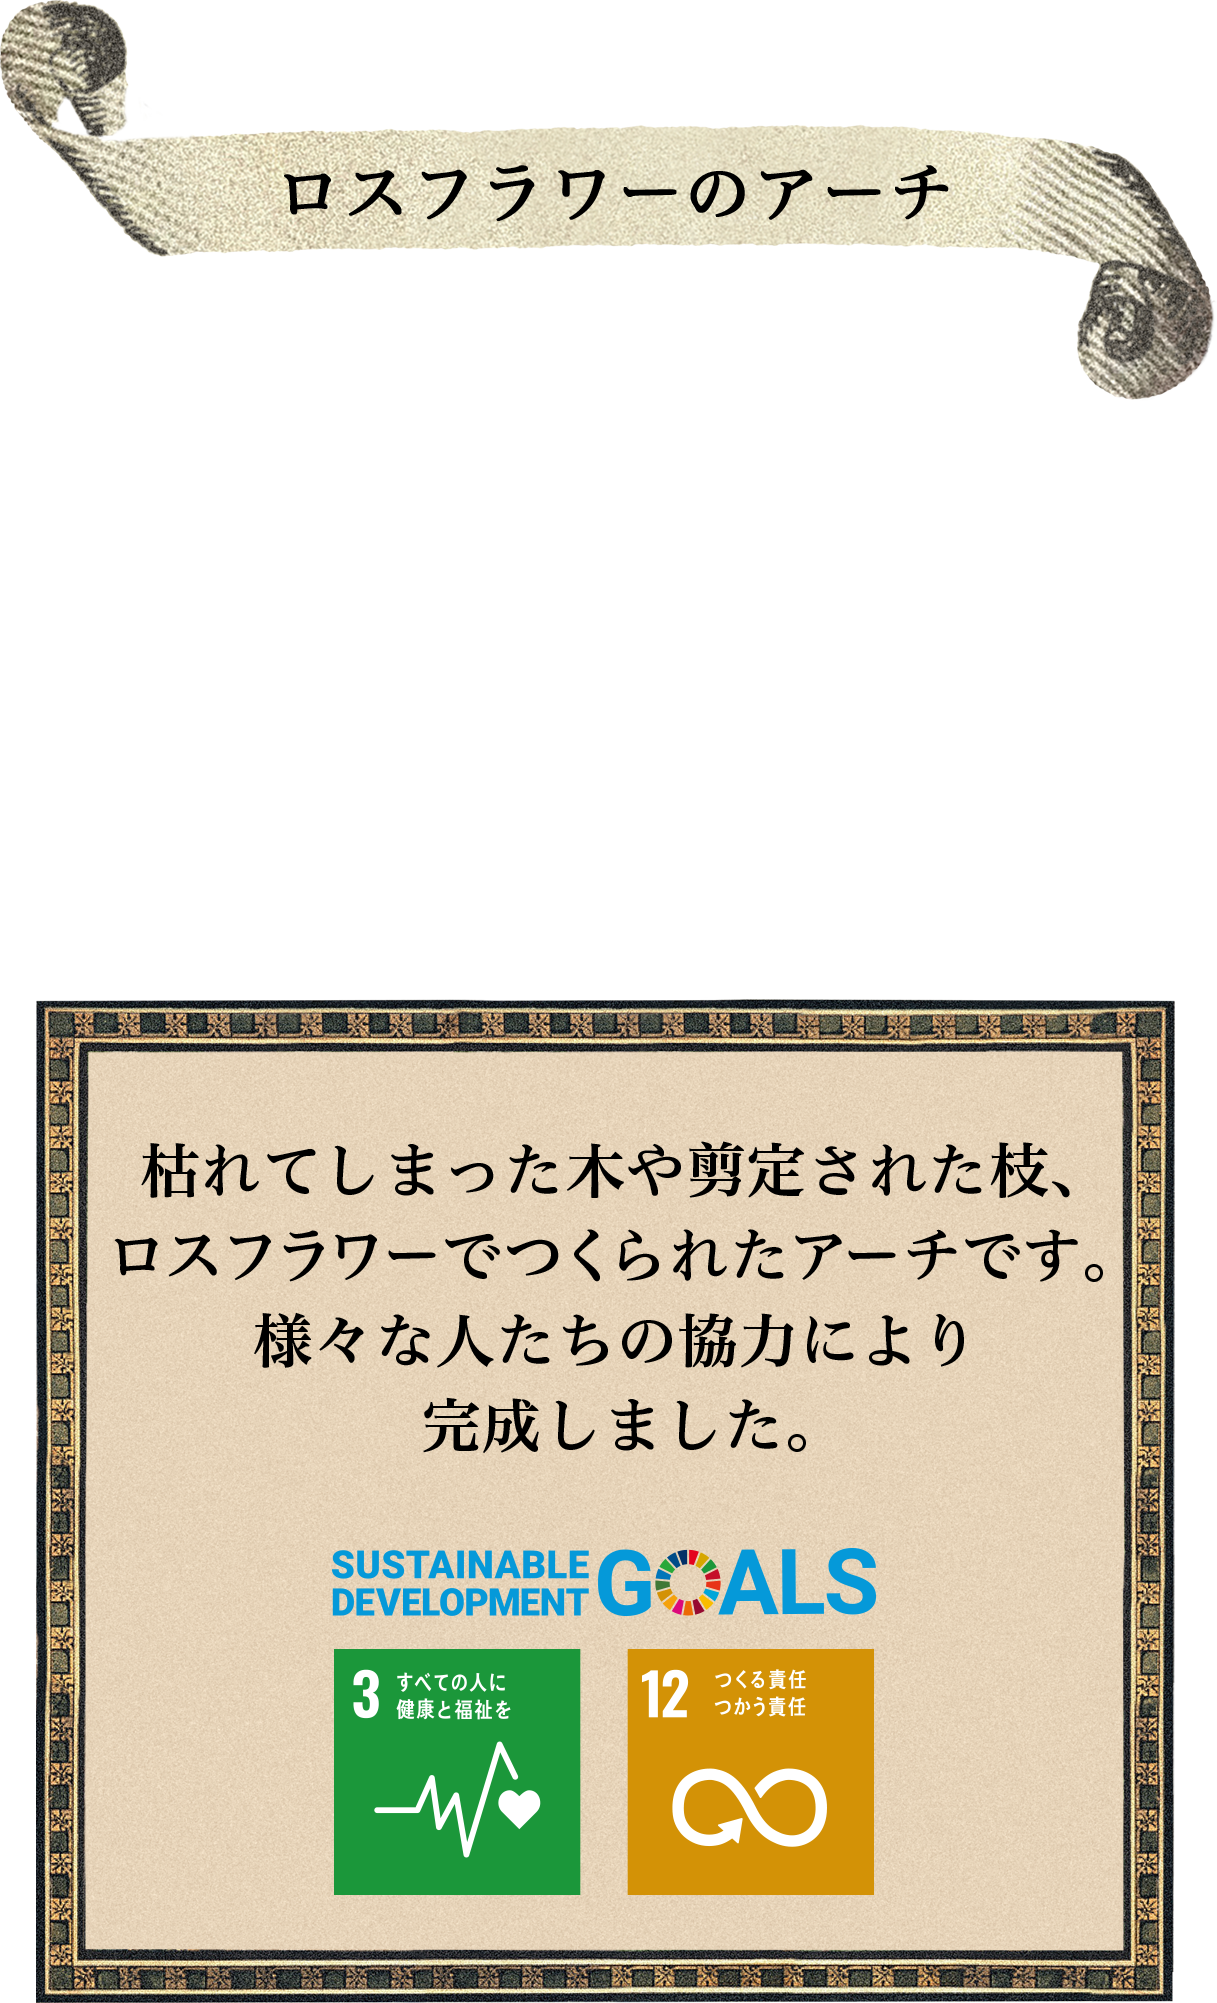 ロスフラワーのアーチ
枯れてしまった木や剪定された枝、
ロスフラワーでつくられたアーチです。
様々な人たちの協力により
完成しました。
SUSTAINABLE
DEVELOPMENT
GOALS
3 すべての人に
健康と福祉を
12 つくる責任
つかう責任